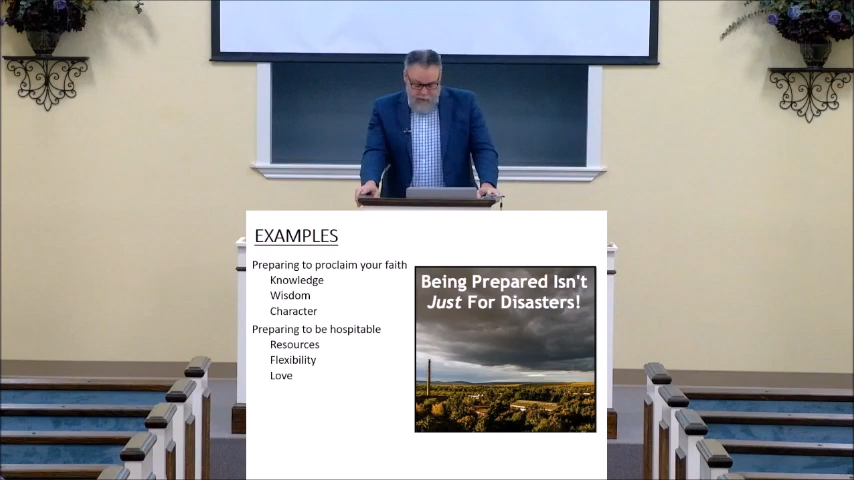 EXAMPLES
Preparing to proclaim your faith
Knowledge
Wisdom
Character
Preparing to be hospitable
Resources
Flexibility
Love
Being Prepared Isn't
Just For Disasters!